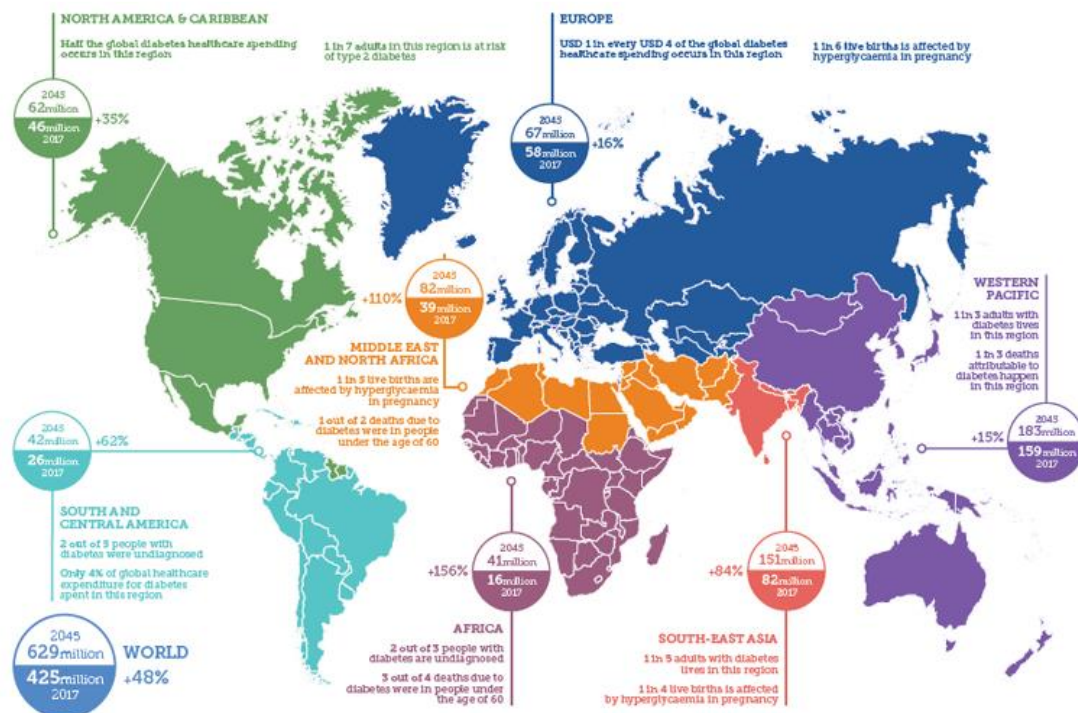 NORTH AMERICA & CARIBBEAN
Half the global diabetes healthcare spending
occurs in this region
1 in 7 adults in this region is at risk
of type 2 diabetes
2045
62million
46million
2017
+35%
EUROPE
USD 1 in every USD 4 of the global diabetes
healthcare spending occurs in this region
1 in 6 live births is affected by
hyperglycaemia in pregnancy
2045
67million
58million
2017
+16%
2045
82million
39million
2017
+110%
MIDDLE EAST
AND NORTH AFRICA
1 in 5 live births are
affected by hyperglycaemia
in pregnancy
1 out of 2 deaths due to
diabetes were in people
under the age of 60
WESTERN
PACIFIC
1 in 3 adults with
diabetes lives in
this region
1 in 3 deaths
attributable to
diabetes happen
in this region
2045
183million
159million
2017
+15%
2045
42million
26million
2017
+62%
SOUTH AND
CENTRAL AMERICA
2 out of 5 people with
diabetes were undiagnosed
Only 4% of global healthcare
expenditure for diabetes
spent in this region
2045
41million
16million
2017
+156%
AFRICA
2 out of 3 people with
diabetes are undiagnosed
3 out of 4 deaths due to
diabetes were in people under
the age of 60
2045
151million
82million
2017
+84%
SOUTH-EAST ASIA
1 in 5 adults with diabetes
lives in this region
1 in 4 live births is affected
by hyperglycaemia in pregnancy
2045
629million
425million
2017
WORLD
+48%